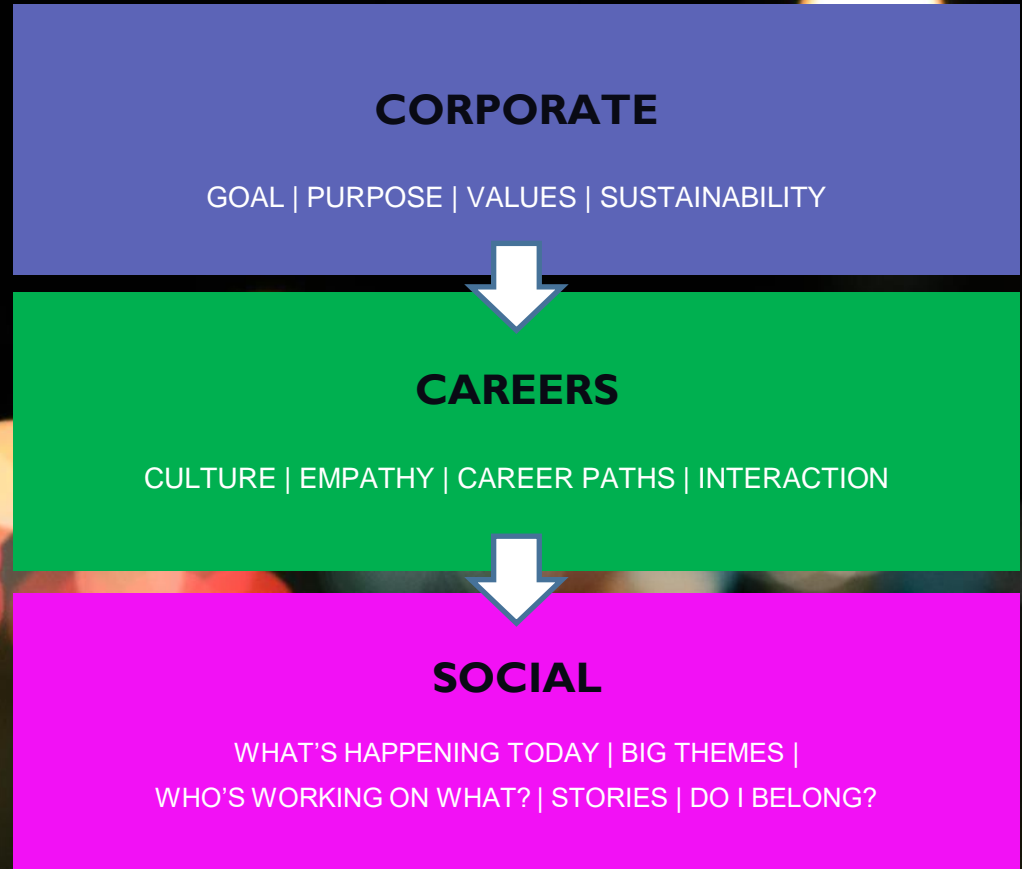 CORPORATE
GOAL | PURPOSE | VALUES | SUSTAINABILITY
CAREERS
CULTURE | EMPATHY | CAREER PATHS | INTERACTION
SOCIAL
WHAT’S HAPPENING TODAY | BIG THEMES |
WHO’S WORKING ON WHAT? | STORIES | DO I BELONG?